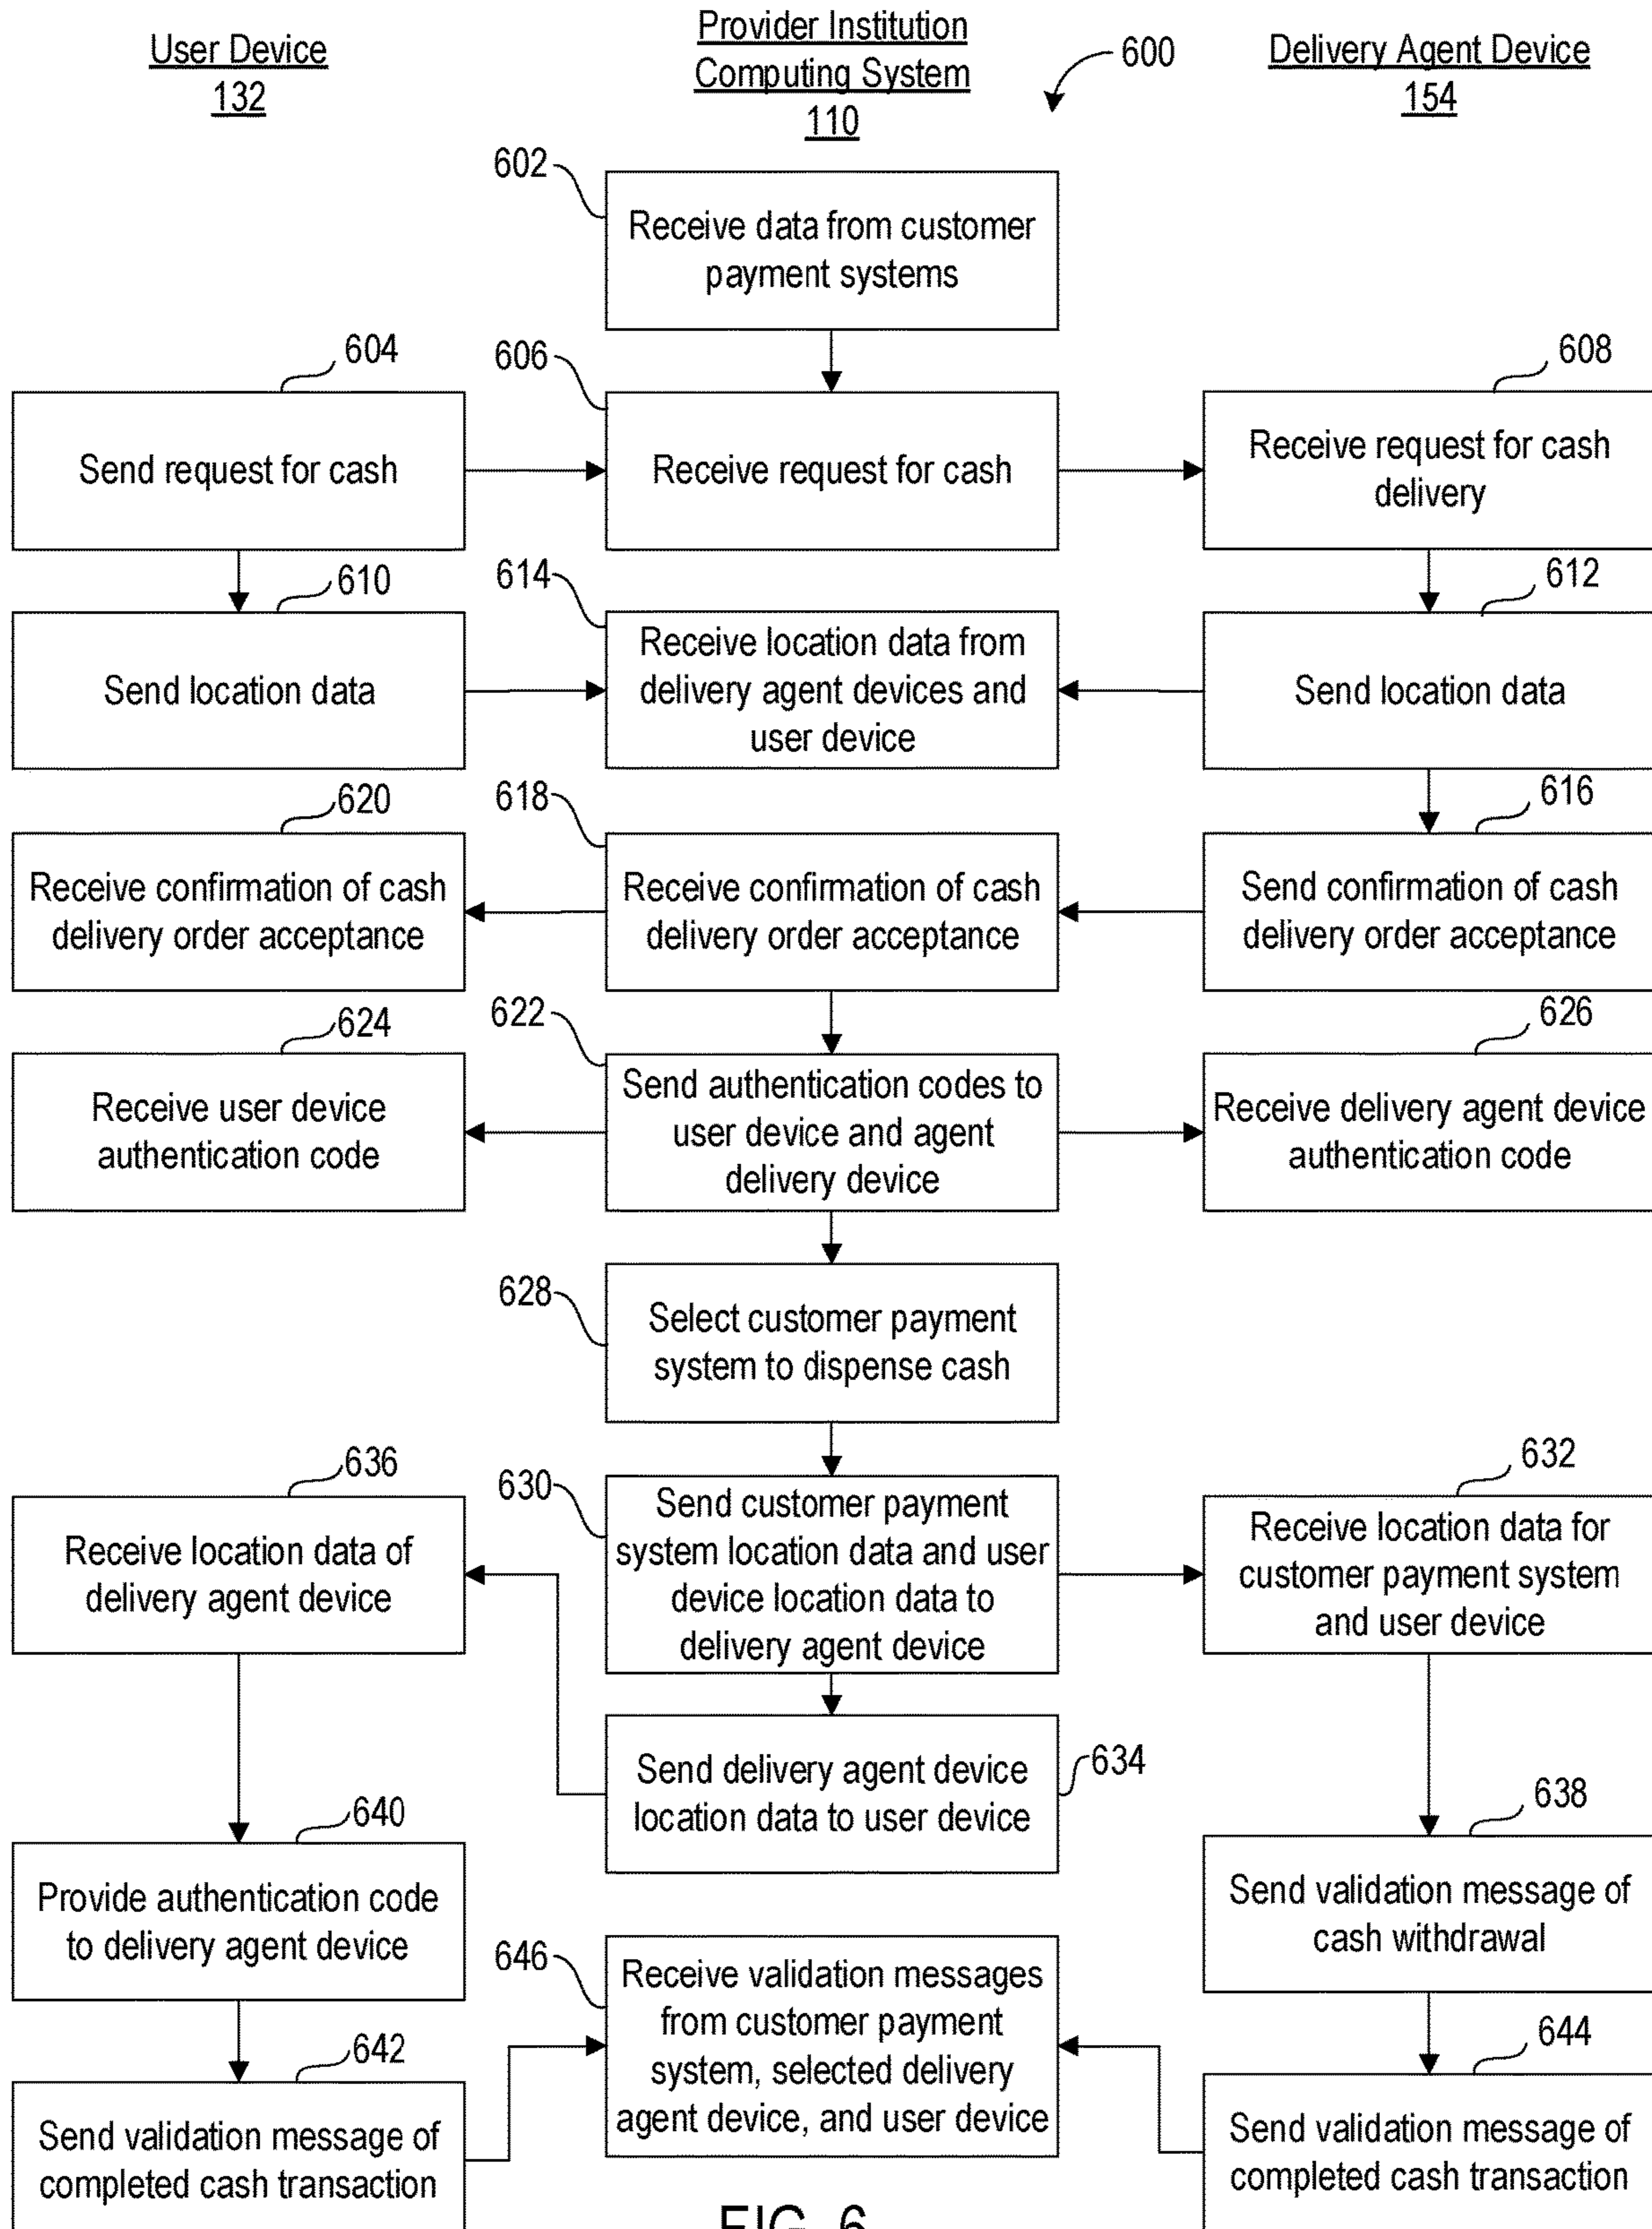 User Device
132
Provider Institution
Computing System
110
600
Delivery Agent Device
154
602
Receive data from customer
payment systems
604
Send request for cash
606
Receive request for cash
608
Receive request for cash
delivery
610
Send location data
614
Receive location data from
delivery agent devices and
user device
612
Send location data
620
Receive confirmation of cash
delivery order acceptance
618
Receive confirmation of cash
delivery order acceptance
616
Send confirmation of cash
delivery order acceptance
624
Receive user device
authentication code
622
Send authentication codes to
user device and agent
delivery device
626
Receive delivery agent device
authentication code
628
Select customer payment
system to dispense cash
636
Receive location data of
delivery agent device
630
Send customer payment
system location data and user
device location data to
delivery agent device
632
Receive location data for
customer payment system
and user device
634
Send delivery agent device
location data to user device
640
Provide authentication code
to delivery agent device
638
Send validation message of
cash withdrawal
646
Receive validation messages
from customer payment
system, selected delivery
agent device, and user device
642
Send validation message of
completed cash transaction
644
Send validation message of
completed cash transaction
FIG. 6